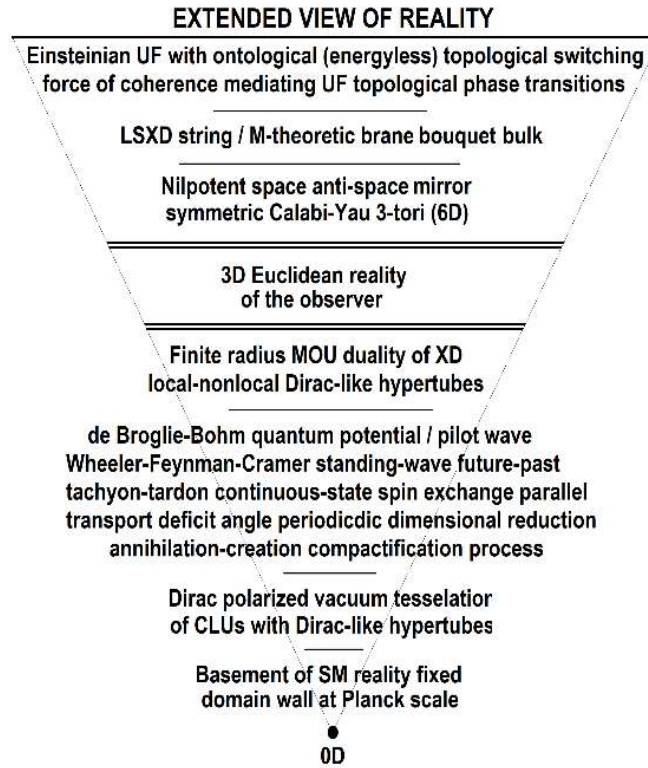 EXTENDED VIEW OF REALITY
Einsteinian UF with ontological (energyless) topological switching
force of coherence mediating UF topological phase transitions
LSXD string / M-theoretic brane bouquet bulk
Nilpotent space anti-space mirror
symmetric Calabi-Yau 3-tori (6D)
3D Euclidean reality
of the observer
Finite radius MOU duality of XD
local-nonlocal Dirac-like hypertubes
de Broglie-Bohm quantum potential / pilot wave
Wheeler-Feynman-Cramer standing-wave future-past
tachyon-tardon continuous-state spin exchange parallel
transport deficit angle periodicdic dimensional reduction
annihilation-creation compactification process
Dirac polarized vacuum tesselatior
of CLUs with Dirac-like hypertubes
Basement of SM reality fixed
domain wall at Planck scale
0D